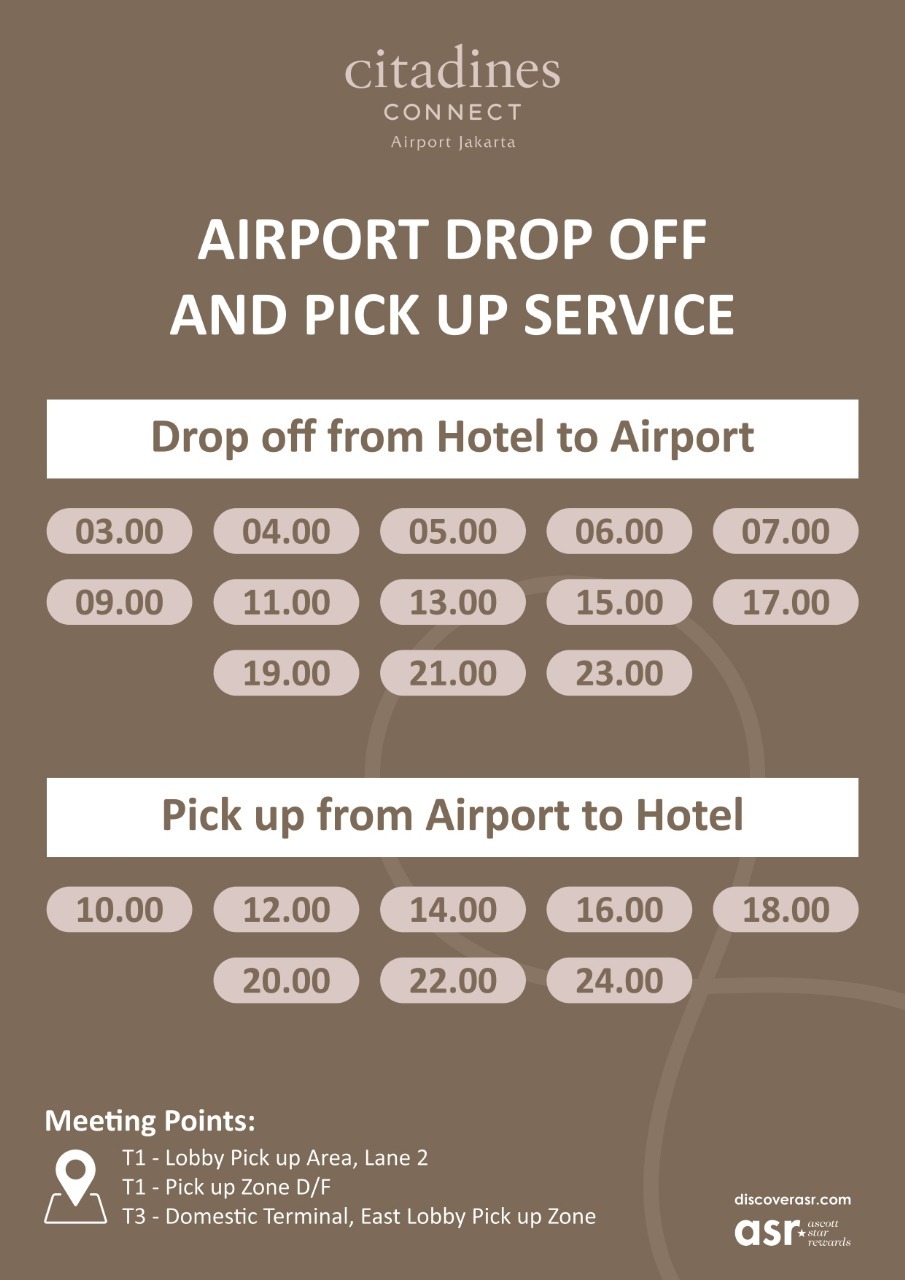 citadines
CONNECT
Airport Jakarta
AIRPORT DROP OFF
AND PICK UP SERVICE
Drop off from Hotel to Airport
03.00 04.00 05.00 06.00 07.00
09.00 11.00 13.00 15.00 17.00
19.00 21.00 23.00
Pick up from Airport to Hotel
10.00 12.00 14.00 16.00 18.00
20.00 22.00 24.00
Meeting Points:
T1 - Lobby Pick up Area, Lane 2
T1 - Pick up Zone D/F
T3 - Domestic Terminal, East Lobby Pick up Zone
discoverasr.com
asr
ascott
star
rewards